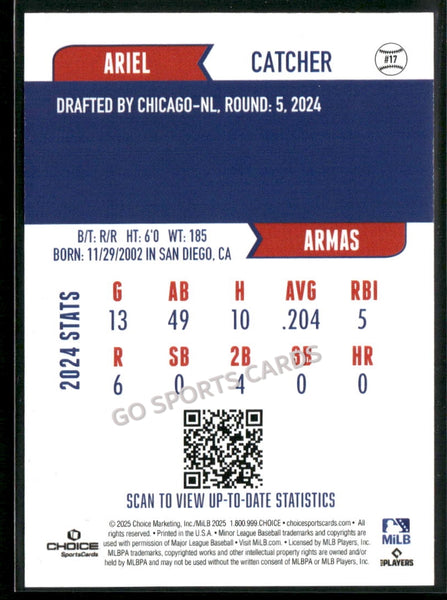 ARIEL
CATCHER
#17
DRAFTED BY CHICAGO-NL, ROUND: 5, 2024
B/T: R/R HT: 6'0 WT: 185
BORN: 11/29/2002 IN SAN DIEGO, CA
ARMAS
2024 STATS
G AB H AVG RBI
13 49 10 .204 5
R SB 2B 3B HR
6 0 4 0 0
GO SPORTS CARDS
SCAN TO VIEW UP-TO-DATE STATISTICS
© 2025 Choice Marketing, Inc./MiLB 2025 1.800.999.CHOICE • choicesportscards.com • All
rights reserved. • Printed in the U.S.A. • Minor League Baseball trademarks and copyrights are
used with permission of Major League Baseball • Visit MiLB.com. • Licensed by MLB Players, Inc.
MLBPA trademarks, copyrighted works and other intellectual property rights are owned and/or
held by MLBPA and may not be used without the written consent of MLBPA or MLB Players, Inc.
CHOICE
SportsCards
MiLB
PLAYERS